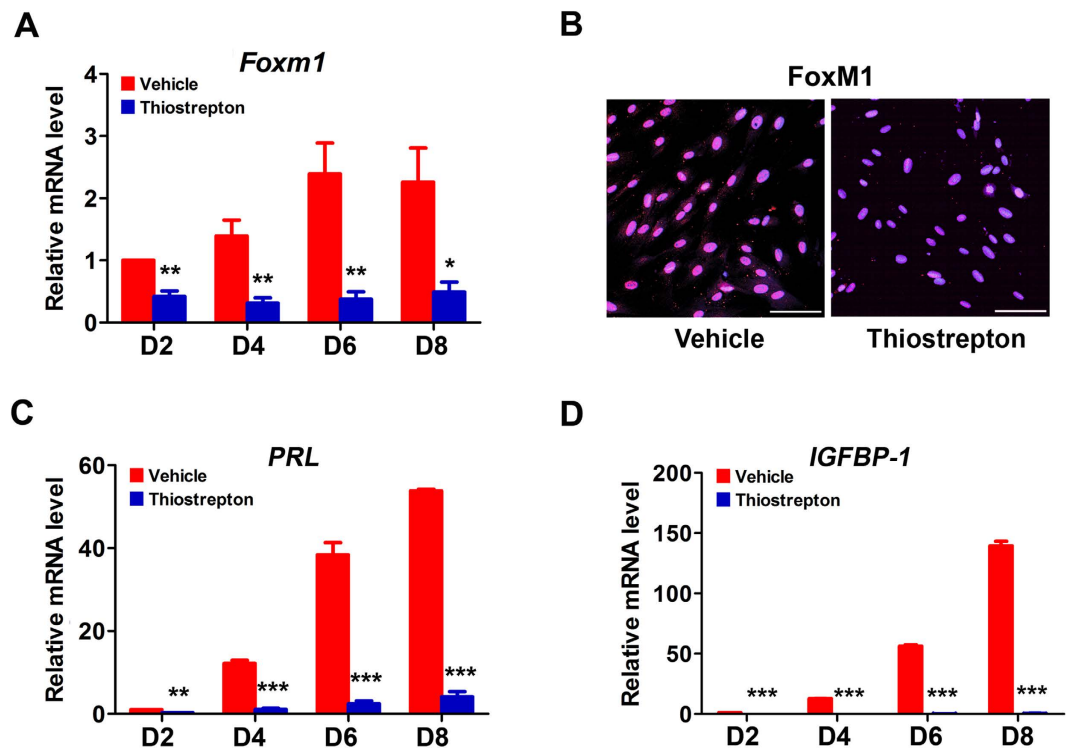 A
Foxm1
Vehicle
Thiostrepton
Relative mRNA level
4
3
2
1
0
**
**
**
*
D2 D4 D6 D8
B
FoxM1
Vehicle Thiostrepton
C
PRL
Vehicle
Thiostrepton
Relative mRNA level
60
40
20
0
**
***
***
***
D2 D4 D6 D8
D
IGFBP-1
Vehicle
Thiostrepton
Relative mRNA level
200
150
100
50
0
***
***
***
***
D2 D4 D6 D8